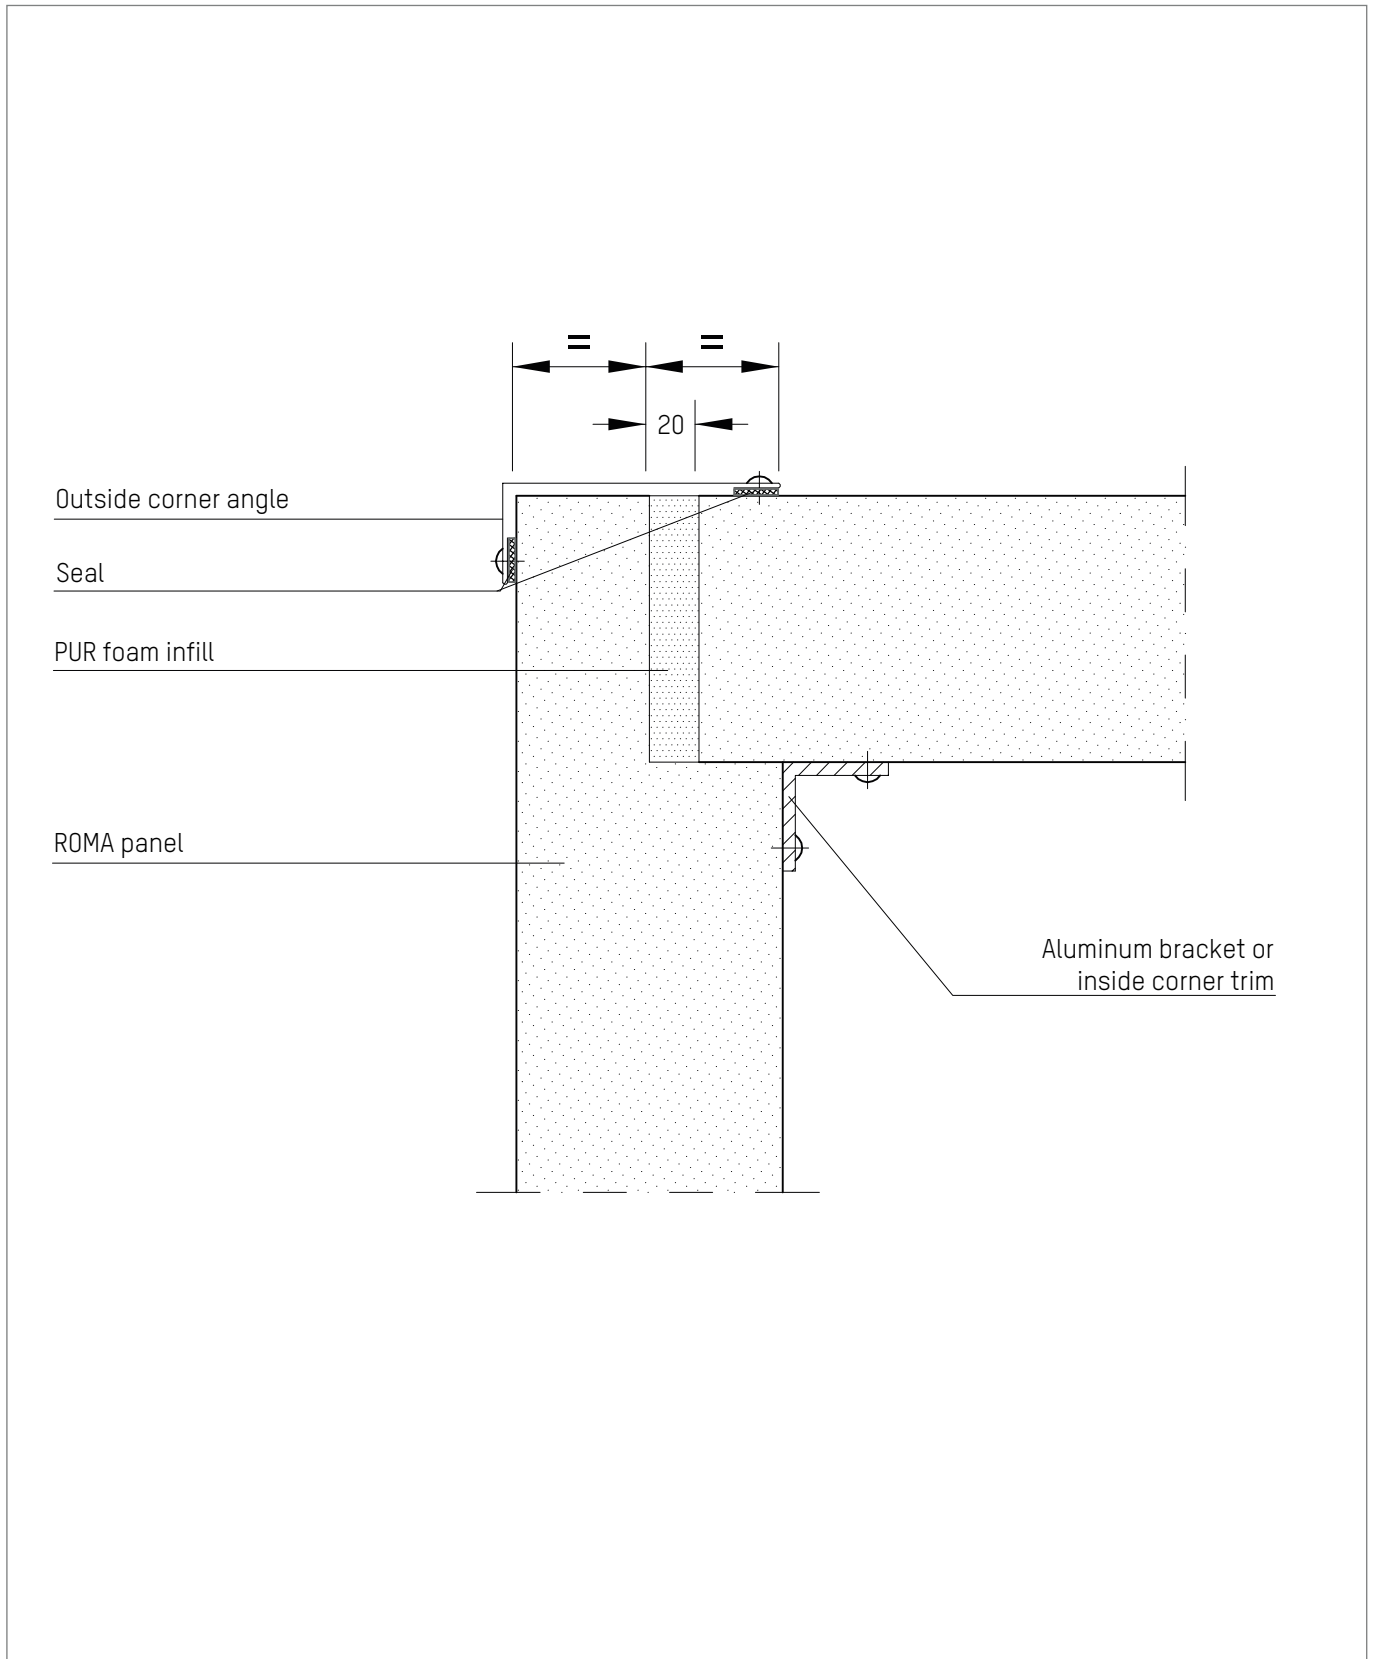 = =
20
Outside corner angle
Seal
PUR foam infill
ROMA panel
Aluminum bracket or
inside corner trim